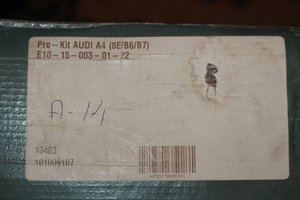 Pro-Kit AUDI A4 (8E/B6/B7)
E10-15-003-01-22
A-14
13403
101009107